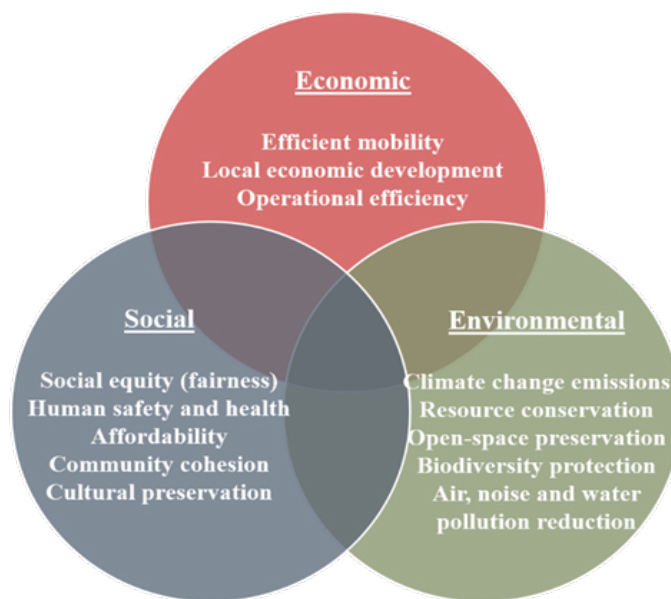 Economic
Efficient mobility
Local economic development
Operational efficiency
Social
Social equity (fairness)
Human safety and health
Affordability
Community cohesion
Cultural preservation
Environmental
Climate change emissions
Resource conservation
Open-space preservation
Biodiversity protection
Air, noise and water
pollution reduction